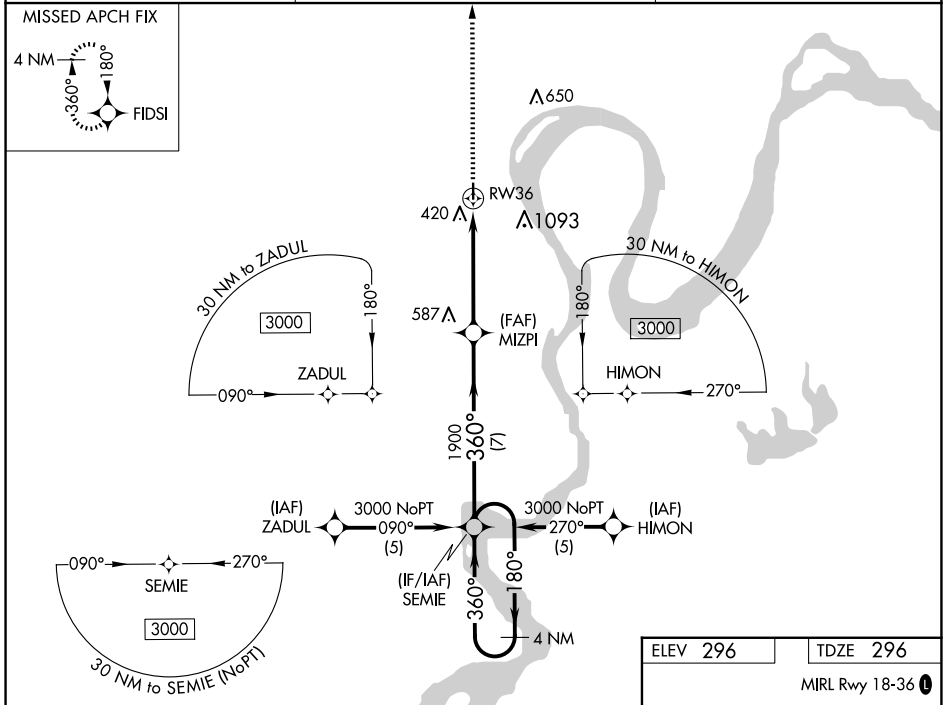 MISSED APCH FIX
4 NM
180°
360°
FIDSI
650
RW36
420
1093
30 NM to ZADUL
3000
180°
ZADUL
090°
587
(FAF)
MIZPI
30 NM to HIMON
180°
3000
HIMON
270°
1900
360°
(7)
(IAF)
ZADUL
3000 NoPT
090°
(5)
3000 NoPT
270°
(5)
(IAF)
HIMON
(IF/IAF)
SEMIE
360°
180°
4 NM
090°
270°
SEMIE
3000
30 NM to SEMIE (NoPT)
ELEV 296
TDZE 296
MIRL Rwy 18-36 L